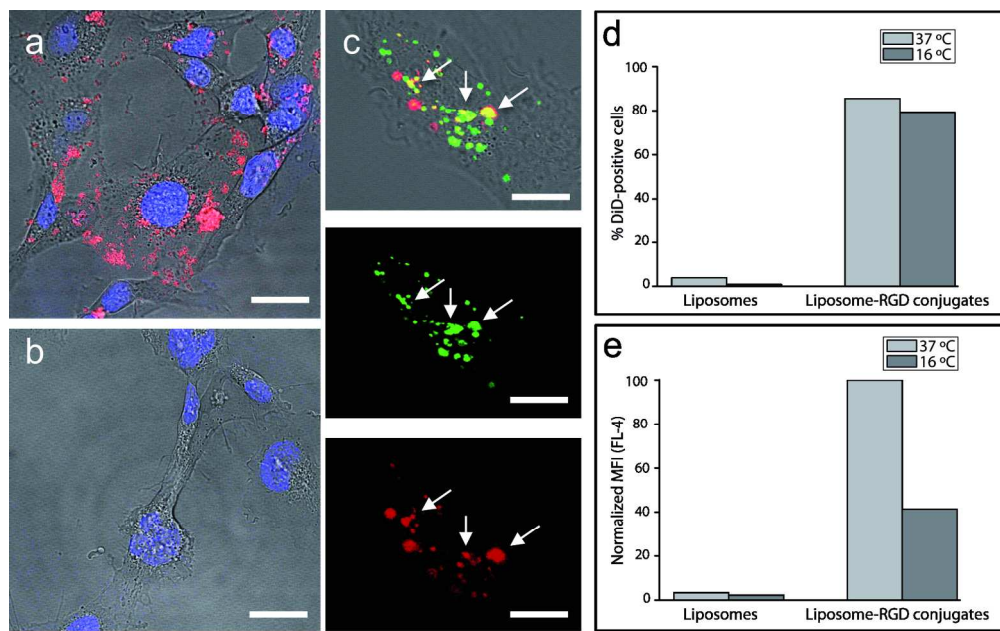 a
b
c
d
37 ºC
16 ºC
100
80
60
40
20
0
% DiD-positive cells
Liposomes
Liposome-RGD conjugates
e
37 ºC
16 ºC
100
80
60
40
20
0
Normalized MFI (FL-4)
Liposomes
Liposome-RGD conjugates